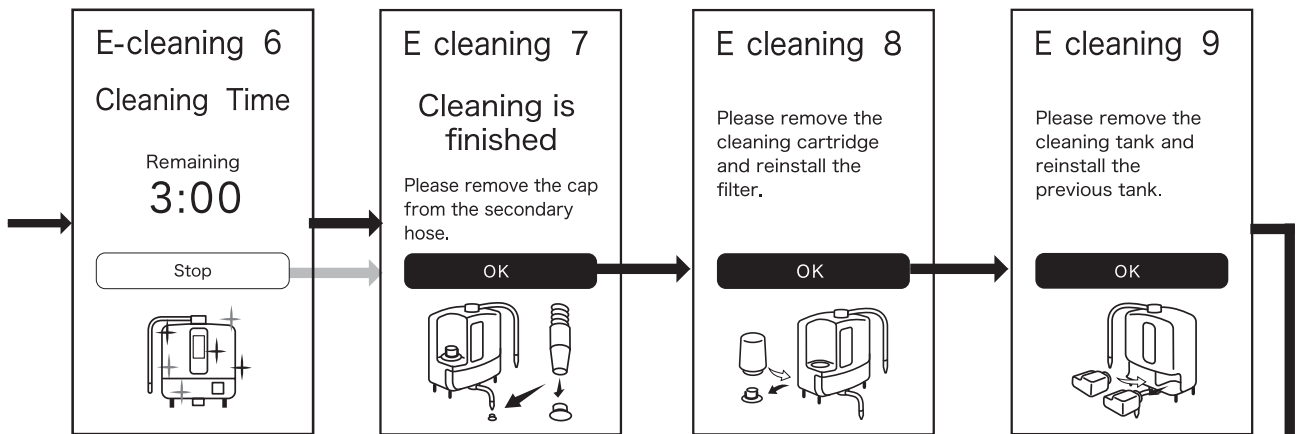 E-cleaning 6
Cleaning Time
Remaining
3:00
Stop
E cleaning 7
Cleaning is
finished
Please remove the cap
from the secondary
hose.
OK
E cleaning 8
Please remove the
cleaning cartridge
and reinstall the
filter.
OK
E cleaning 9
Please remove the
cleaning tank and
reinstall the
previous tank.
OK